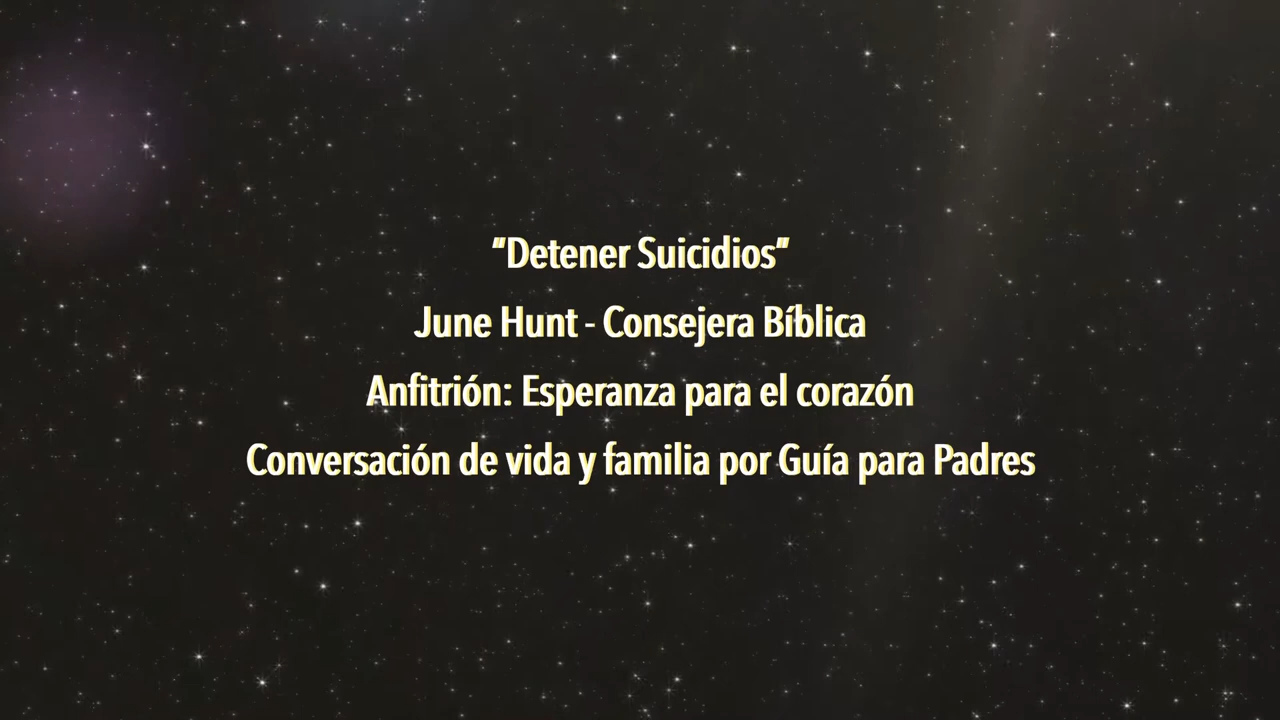 "Detener Suicidios"
June Hunt - Consejera Bíblica
Anfitrión: Esperanza para el corazón
Conversación de vida y familia por Guía para Padres